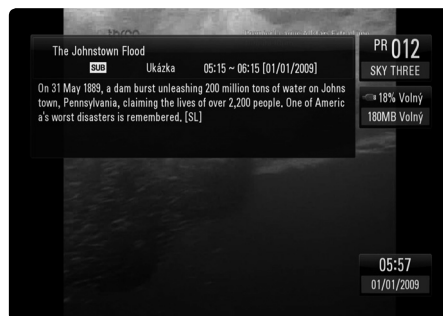 The Johnstown Flood
SUB Ukázka 05:15 ~ 06:15 [01/01/2009]
On 31 May 1889, a dam burst unleashing 200 million tons of water on Johns
town, Pennsylvania, claiming the lives of over 2,200 people. One of Americ
a's worst disasters is remembered. [SL]
PR 012
SKY THREE
18% Volný
180MB Volný
05:57
01/01/2009